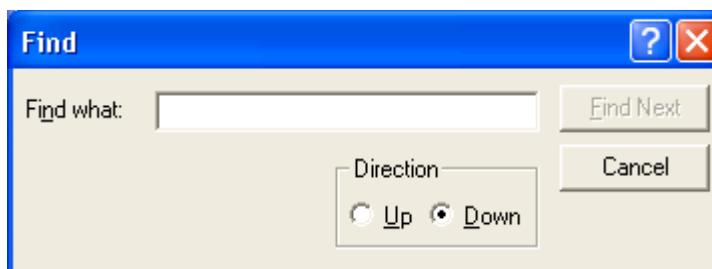 Find
Find what:
Find Next
Direction
Cancel
Up Down